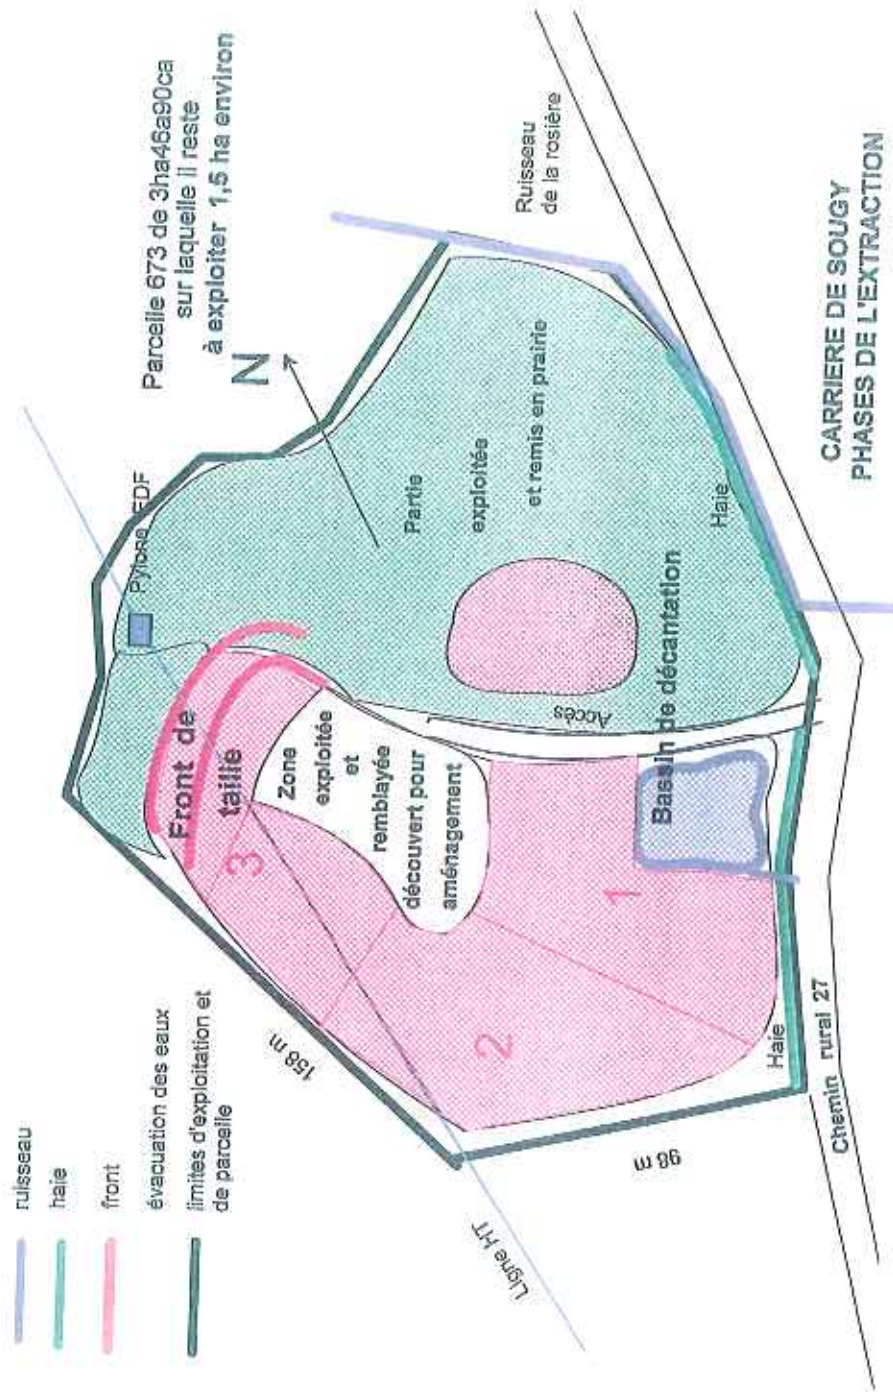 ruisseau
haie
front
évacuation des eaux
limites d'exploitation et
de parcelle
Parcelle 673 de 3ha46a90ca
sur laquelle il reste
à exploiter 1,5 ha environ
N
Pylone EDF
Ruisseau
de la rosière
Front de
taille
3
Zone
exploitée
et
remblayée
découvert pour
aménagement
Partie
exploitée
et remis en prairie
158 m
2
1
Accès
Bassin de décantation
Haie
Haie
98 m
Ligne HT
Chemin rural 27
CARRIERE DE SOUGY
PHASES DE L'EXTRACTION